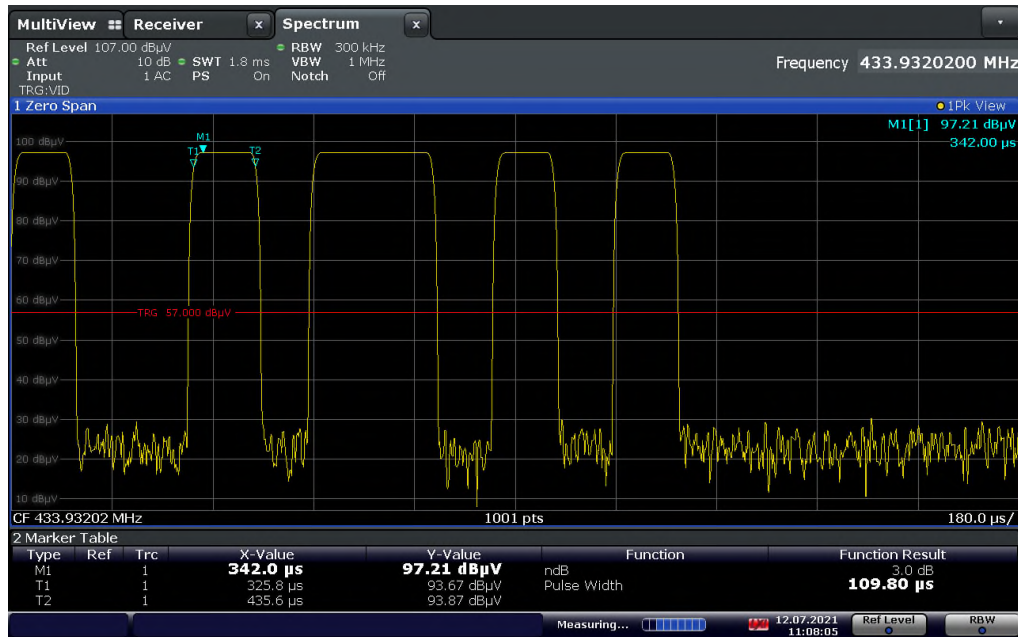 MultiView Receiver x Spectrum x
Ref Level 107.00 dBµV RBW 300 kHz
Att 10 dB SWT 1.8 ms VBW 1 MHz
Input 1 AC PS On Notch Off
Frequency 433.9320200 MHz
TRG:VID
1 Zero Span 1Pk View
M1[1] 97.21 dBµV
342.00 µs
M1
100 dBµV
T1 T2
90 dBµV
80 dBµV
70 dBµV
60 dBµV
TRG 57.000 dBµV
50 dBµV
40 dBµV
30 dBµV
20 dBµV
10 dBµV
CF 433.93202 MHz 1001 pts 180.0 µs/
2 Marker Table
Type Ref Trc X-Value Y-Value Function Function Result
M1 1 342.0 µs 97.21 dBµV ndB 3.0 dB
T1 1 325.8 µs 93.67 dBµV Pulse Width 109.80 µs
T2 1 435.6 µs 93.87 dBµV
Measuring... 12.07.2021 Ref Level RBW
11:08:05